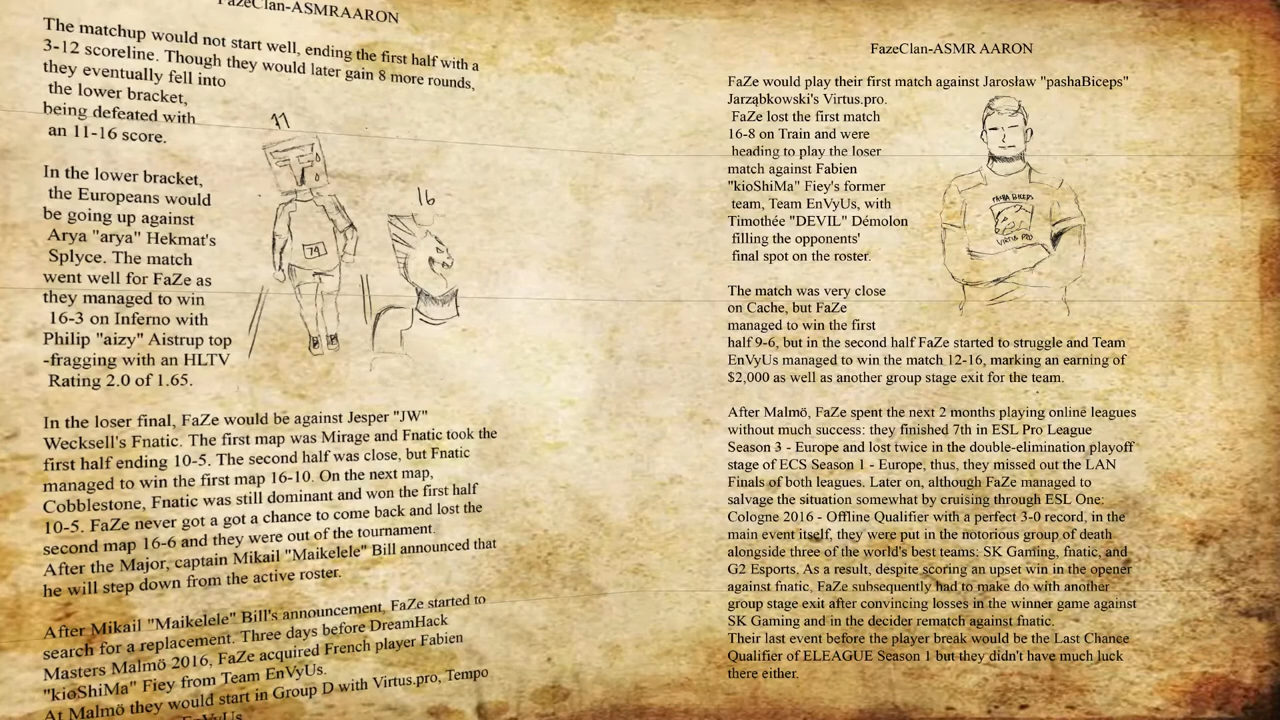 FazeClan-ASMRAARON
The matchup would not start well, ending the first half with a
3-12 scoreline. Though they would later gain 8 more rounds,
they eventually fell into
the lower bracket,
being defeated with
an 11-16 score.
11
16
74
In the lower bracket,
the Europeans would
be going up against
Arya "arya" Hekmat's
Splyce. The match
went well for FaZe as
they managed to win
16-3 on Inferno with
Philip "aizy" Aistrup top
-fragging with an HLTV
Rating 2.0 of 1.65.
In the loser final, FaZe would be against Jesper "JW"
Wecksell's Fnatic. The first map was Mirage and Fnatic took the
first half ending 10-5. The second half was close, but Fnatic
managed to win the first map 16-10. On the next map,
Cobblestone, Fnatic was still dominant and won the first half
10-5. FaZe never got a got a chance to come back and lost the
second map 16-6 and they were out of the tournament.
After the Major, captain Mikail "Maikelele" Bill announced that
he will step down from the active roster.
After Mikail "Maikelele" Bill's announcement, FaZe started to
search for a replacement. Three days before DreamHack
Masters Malmö 2016, FaZe acquired French player Fabien
"kioShiMa" Fiey from Team EnVyUs.
At Malmö they would start in Group D with Virtus.pro, Tempo
EnVyUs
FazeClan-ASMR AARON
FaZe would play their first match against Jarosław "pashaBiceps"
Jarząbkowski's Virtus.pro.
FaZe lost the first match
16-8 on Train and were
heading to play the loser
match against Fabien
"kioShiMa" Fiey's former
team, Team EnVyUs, with
Timothée "DEVIL" Démolon
filling the opponents'
final spot on the roster.
PASHA BICEPS
VIRTUS PRO
The match was very close
on Cache, but FaZe
managed to win the first
half 9-6, but in the second half FaZe started to struggle and Team
EnVyUs managed to win the match 12-16, marking an earning of
$2,000 as well as another group stage exit for the team.
After Malmö, FaZe spent the next 2 months playing online leagues
without much success: they finished 7th in ESL Pro League
Season 3 - Europe and lost twice in the double-elimination playoff
stage of ECS Season 1 - Europe, thus, they missed out the LAN
Finals of both leagues. Later on, although FaZe managed to
salvage the situation somewhat by cruising through ESL One:
Cologne 2016 - Offline Qualifier with a perfect 3-0 record, in the
main event itself, they were put in the notorious group of death
alongside three of the world's best teams: SK Gaming, fnatic, and
G2 Esports. As a result, despite scoring an upset win in the opener
against fnatic, FaZe subsequently had to make do with another
group stage exit after convincing losses in the winner game against
SK Gaming and in the decider rematch against fnatic.
Their last event before the player break would be the Last Chance
Qualifier of ELEAGUE Season 1 but they didn't have much luck
there either.